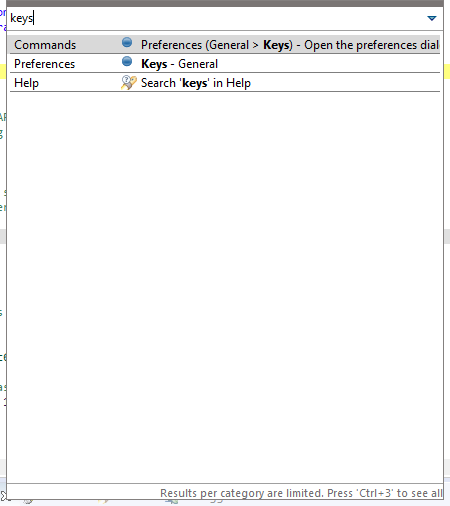 keys
Commands Preferences (General > Keys) - Open the preferences dial
Preferences Keys - General
Help Search 'keys' in Help
Results per category are limited. Press 'Ctrl+3' to see all